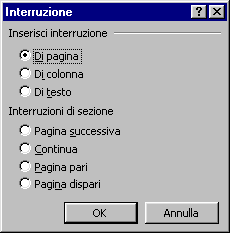 Interruzione
Inserisci interruzione
Di pagina
Di colonna
Di testo
Interruzioni di sezione
Pagina successiva
Continua
Pagina pari
Pagina dispari
OK Annulla